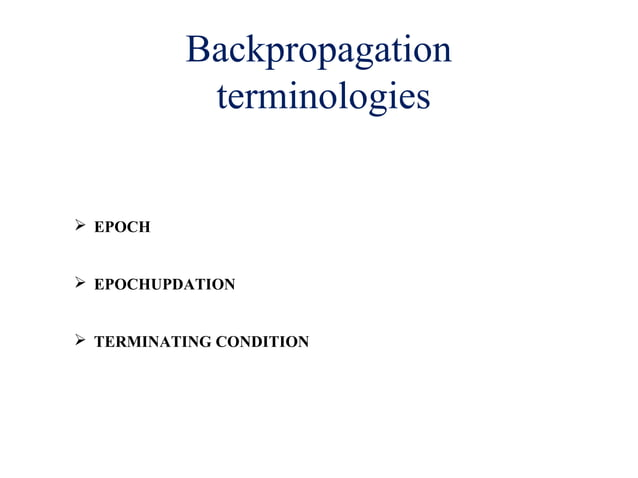 Backpropagation
terminologies
➢ EPOCH
➢ EPOCHUPDATION
➢ TERMINATING CONDITION